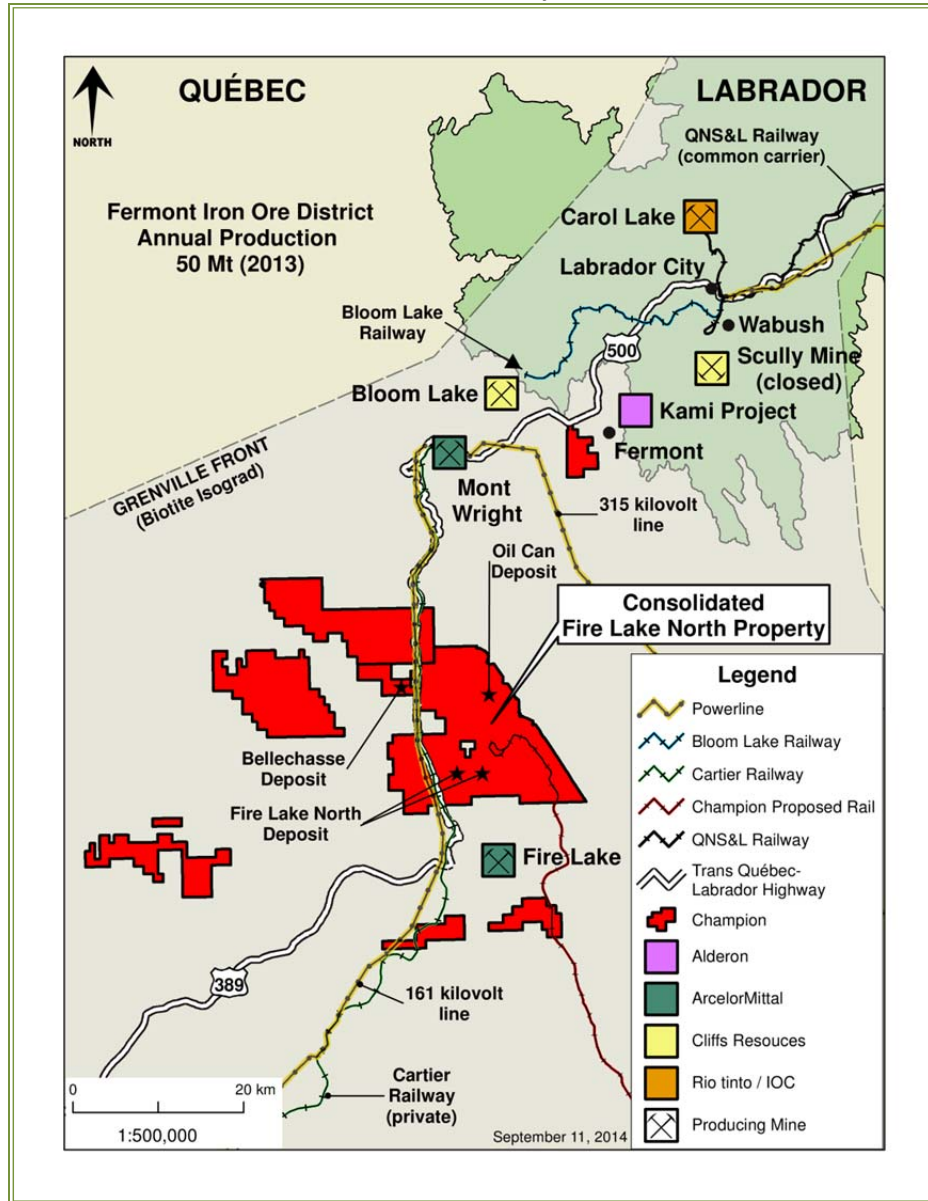 QUÉBEC
LABRADOR
NORTH
QNS&L Railway
(common carrier)
Fermont Iron Ore District
Annual Production
50 Mt (2013)
Carol Lake
Labrador City
Bloom Lake
Railway
Wabush
500
Scully Mine
(closed)
Bloom Lake
Kami Project
Fermont
GRENVILLE FRONT
(Biotite Isograd)
Mont
Wright
315 kilovolt
line
Oil Can
Deposit
Consolidated
Fire Lake North Property
Bellechasse
Deposit
Fire Lake North
Deposit
Fire Lake
389
161 kilovolt
line
Cartier
Railway
(private)
0
20 km
1:500,000
September 11, 2014
Legend
Powerline
Bloom Lake Railway
Cartier Railway
Champion Proposed Rail
QNS&L Railway
Trans Québec-
Labrador Highway
Champion
Alderon
ArcelorMittal
Cliffs Resouces
Rio tinto / IOC
Producing Mine